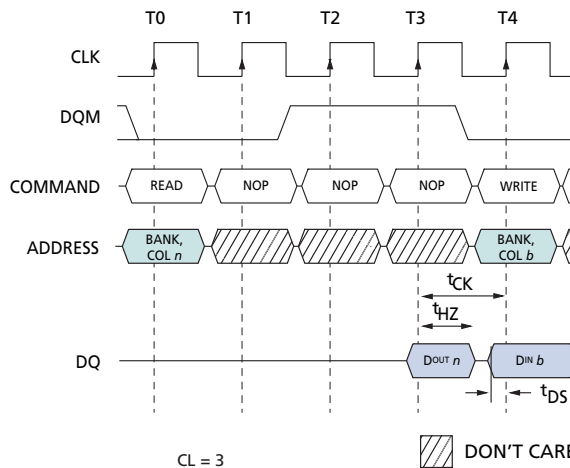 T0 T1 T2 T3 T4
CLK
DQM
COMMAND READ NOP NOP NOP WRITE
ADDRESS BANK, COL n BANK, COL b
tCK
tHZ
DQ DOUT n DIN b
tDS
CL = 3
DON'T CARE